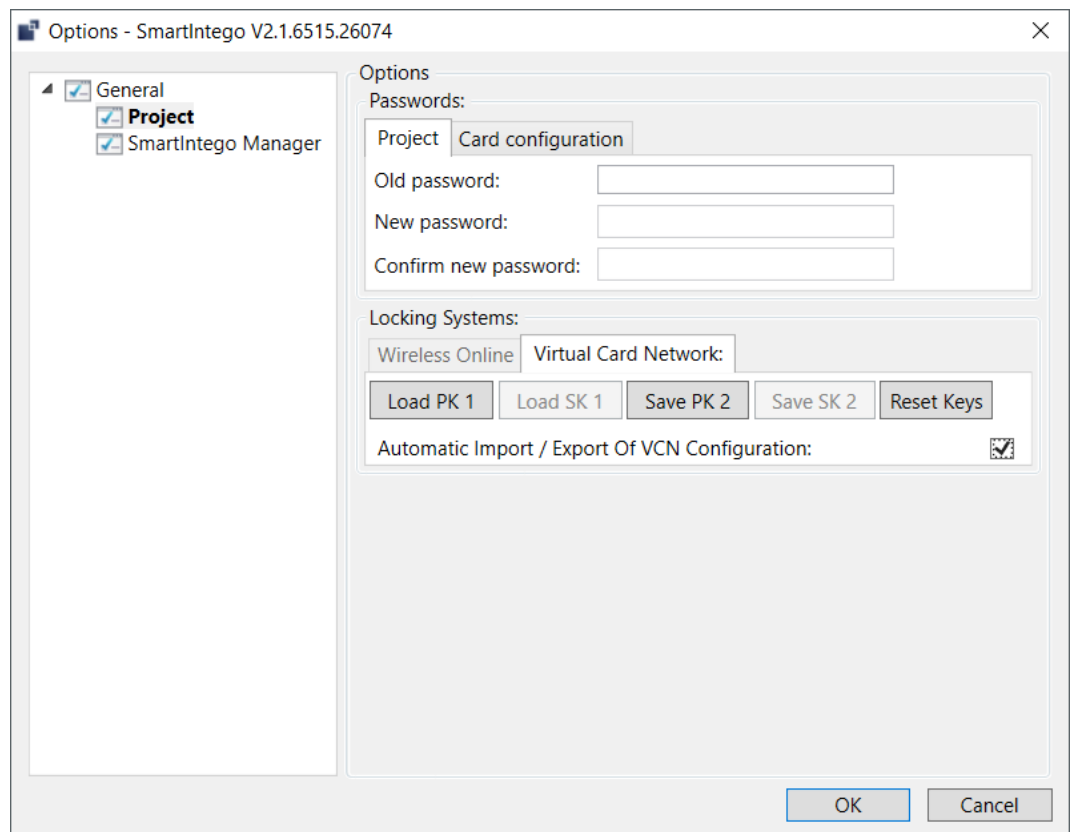 Options - SmartIntego V2.1.6515.26074
General
Project
SmartIntego Manager
Options
Passwords:
Project
Card configuration
Old password:
New password:
Confirm new password:
Locking Systems:
Wireless Online
Virtual Card Network:
Load PK 1
Load SK 1
Save PK 2
Save SK 2
Reset Keys
Automatic Import / Export Of VCN Configuration:
OK
Cancel